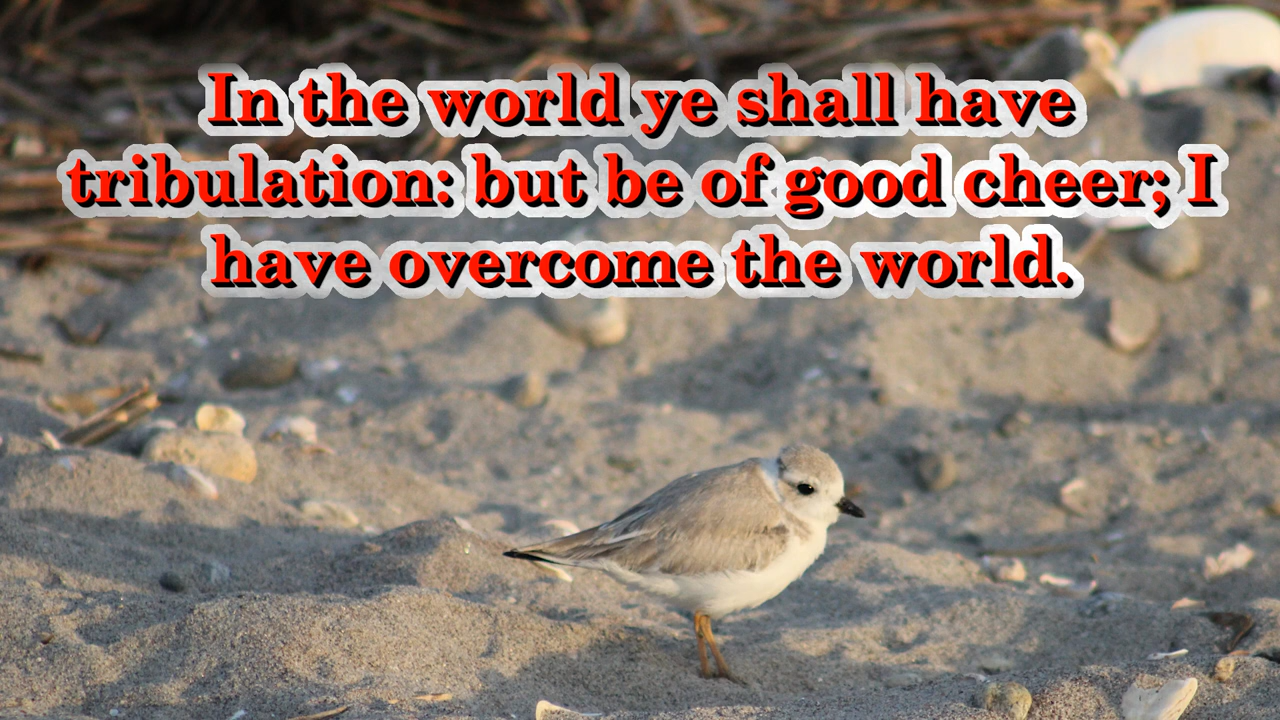 In the world ye shall have
tribulation: but be of good cheer; I
have overcome the world.